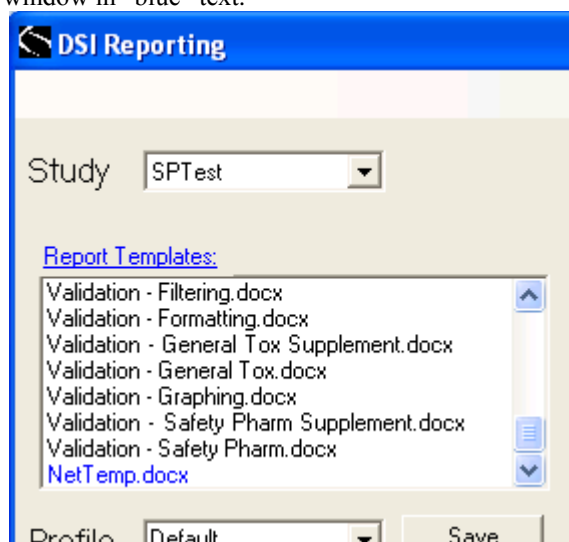 window in "blue" text.
DSI Reporting
Study SPTest
Report Templates:
Validation - Filtering.docx
Validation - Formatting.docx
Validation - General Tox Supplement.docx
Validation - General Tox.docx
Validation - Graphing.docx
Validation - Safety Pharm Supplement.docx
Validation - Safety Pharm.docx
NetTemp.docx
Profile Default Save